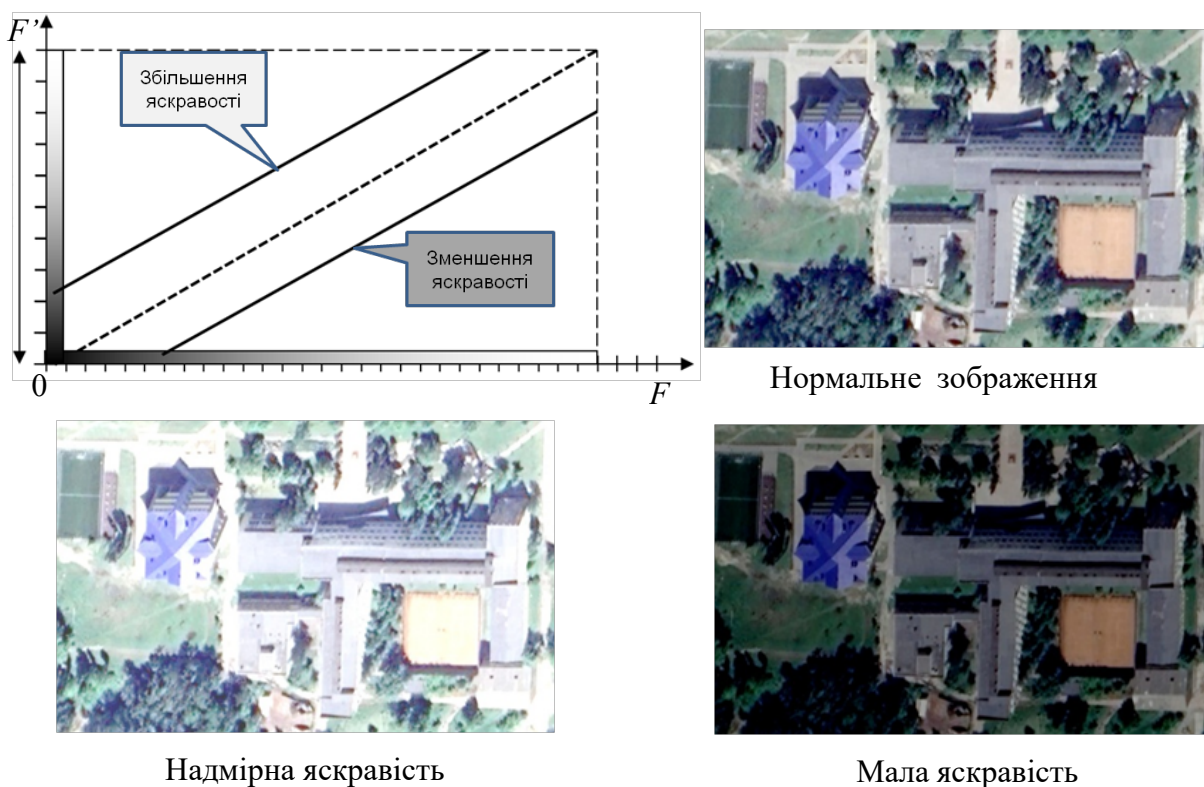 F’
Збільшення
яскравості
Зменшення
яскравості
0
F
Нормальне зображення
Надмірна яскравість
Мала яскравість